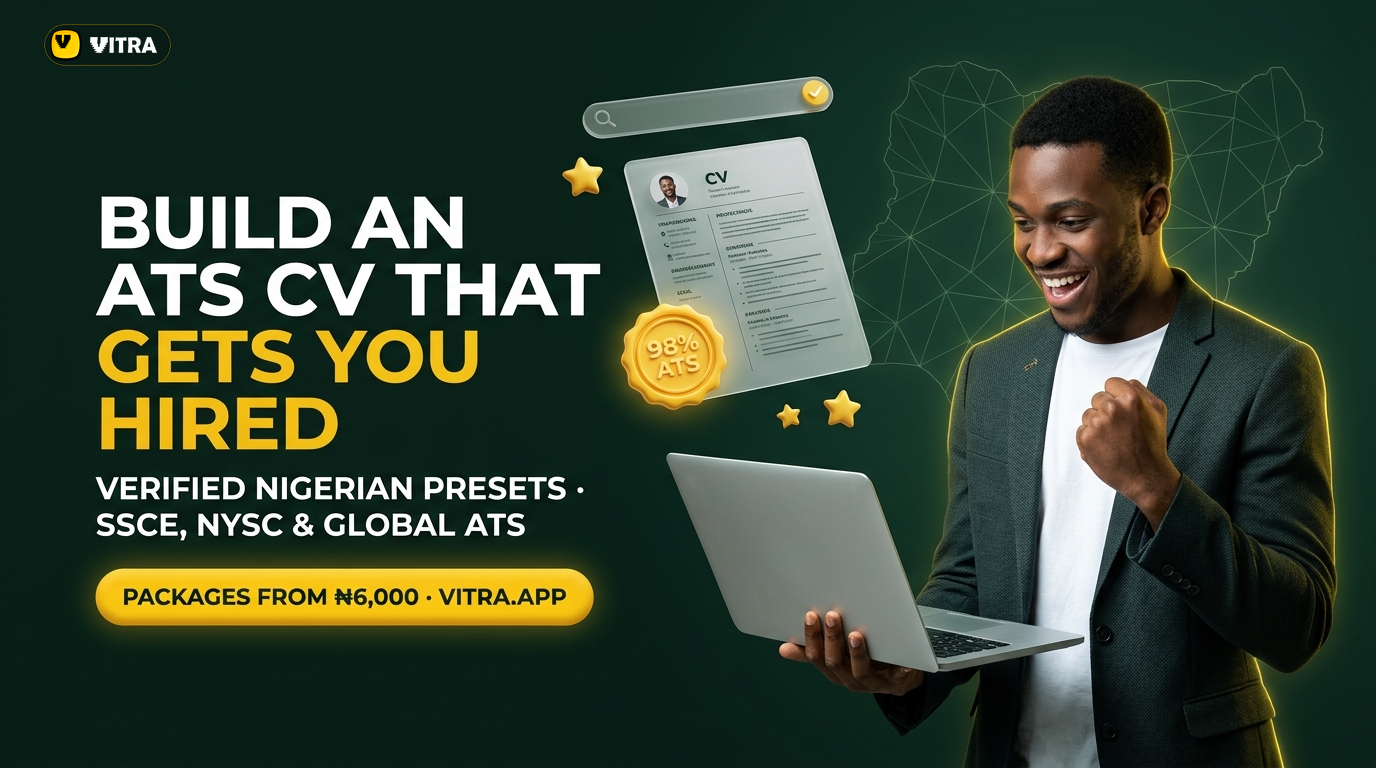 VITRA
BUILD AN
ATS CV THAT
GETS YOU
HIRED
VERIFIED NIGERIAN PRESETS ·
SSCE, NYSC & GLOBAL ATS
PACKAGES FROM ₦6,000 · VITRA.APP
CV
98%
ATS